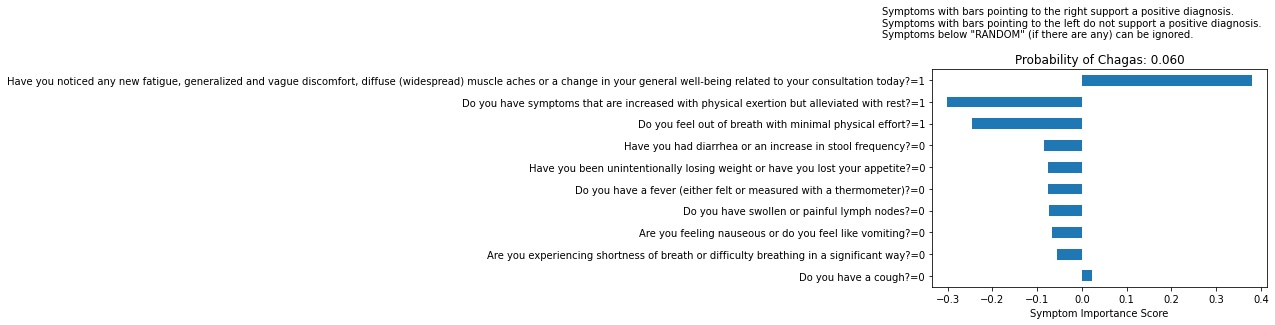 Symptoms with bars pointing to the right support a positive diagnosis.
Symptoms with bars pointing to the left do not support a positive diagnosis.
Symptoms below "RANDOM" (if there are any) can be ignored.
Probability of Chagas: 0.060
Have you noticed any new fatigue, generalized and vague discomfort, diffuse (widespread) muscle aches or a change in your general well-being related to your consultation today?=1
Do you have symptoms that are increased with physical exertion but alleviated with rest?=1
Do you feel out of breath with minimal physical effort?=1
Have you had diarrhea or an increase in stool frequency?=0
Have you been unintentionally losing weight or have you lost your appetite?=0
Do you have a fever (either felt or measured with a thermometer)?=0
Do you have swollen or painful lymph nodes?=0
Are you feeling nauseous or do you feel like vomiting?=0
Are you experiencing shortness of breath or difficulty breathing in a significant way?=0
Do you have a cough?=0
−0.3 −0.2 −0.1 0.0 0.1 0.2 0.3 0.4
Symptom Importance Score